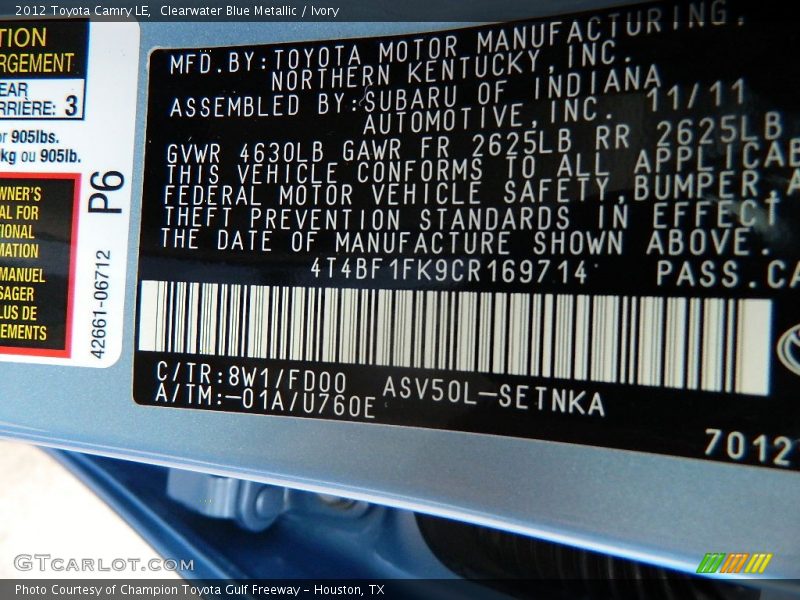 2012 Toyota Camry LE,  Clearwater Blue Metallic / Ivory
TION
RGEMENT
EAR
RRIÈRE: 3
or 905lbs.
kg ou 905lb.
P6
WNER'S
AL FOR
TIONAL
MATION
MANUEL
SAGER
LUS DE
EMENTS
42661-06712
MFD.BY:TOYOTA MOTOR MANUFACTURING,
NORTHERN KENTUCKY,INC.
ASSEMBLED BY:SUBARU OF INDIANA
AUTOMOTIVE,INC. 11/11
GVWR 4630LB GAWR FR 2625LB RR 2625LB
THIS VEHICLE CONFORMS TO ALL APPLICAB
FEDERAL MOTOR VEHICLE SAFETY,BUMPER,A
THEFT PREVENTION STANDARDS IN EFFECT
THE DATE OF MANUFACTURE SHOWN ABOVE.
4T4BF1FK9CR169714 PASS.CA
C/TR:8W1/FD00 ASV50L-SETNKA
A/TM:-01A/U760E
7012
GTcarlot.com
Photo Courtesy of Champion Toyota Gulf Freeway - Houston, TX